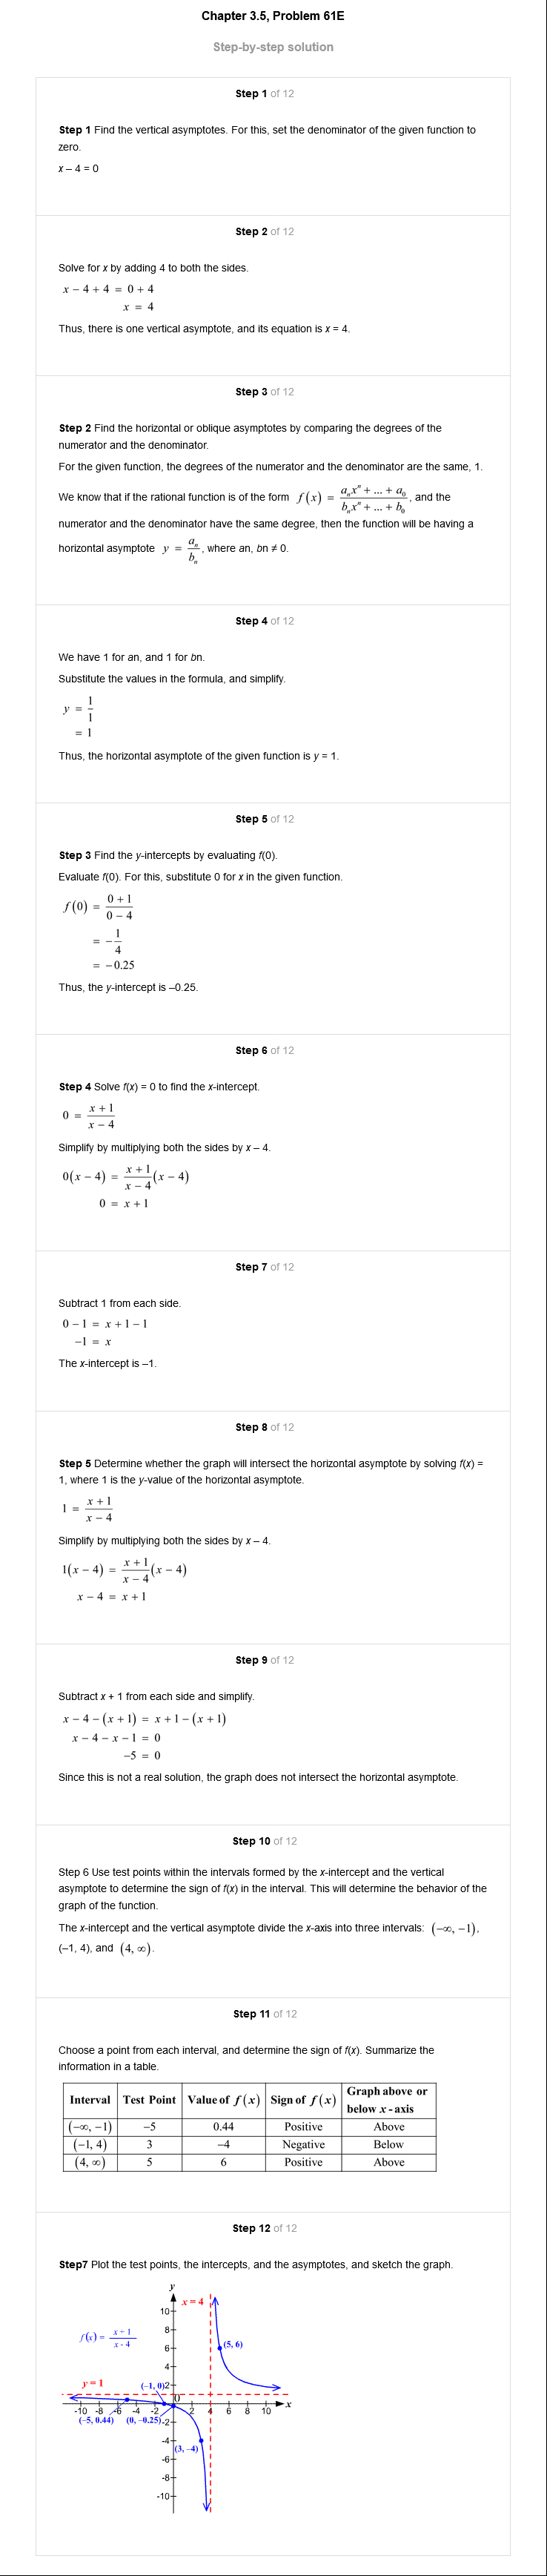 Chapter 3.5, Problem 61E
Step-by-step solution
Step 1 of 12
Step 1 Find the vertical asymptotes. For this, set the denominator of the given function to
zero.
x – 4 = 0
Step 2 of 12
Solve for x by adding 4 to both the sides.
x − 4 + 4 = 0 + 4
x = 4
Thus, there is one vertical asymptote, and its equation is x = 4.
Step 3 of 12
Step 2 Find the horizontal or oblique asymptotes by comparing the degrees of the
numerator and the denominator.
For the given function, the degrees of the numerator and the denominator are the same, 1.
We know that if the rational function is of the form f(x) = (aₙxⁿ + ... + a₀)/(bₙxⁿ + ... + b₀), and the
numerator and the denominator have the same degree, then the function will be having a
horizontal asymptote y = aₙ/bₙ, where an, bn ≠ 0.
Step 4 of 12
We have 1 for an, and 1 for bn.
Substitute the values in the formula, and simplify.
y = 1/1
= 1
Thus, the horizontal asymptote of the given function is y = 1.
Step 5 of 12
Step 3 Find the y-intercepts by evaluating f(0).
Evaluate f(0). For this, substitute 0 for x in the given function.
f(0) = (0 + 1)/(0 − 4)
= −1/4
= −0.25
Thus, the y-intercept is –0.25.
Step 6 of 12
Step 4 Solve f(x) = 0 to find the x-intercept.
0 = (x + 1)/(x − 4)
Simplify by multiplying both the sides by x – 4.
0(x − 4) = (x + 1)/(x − 4)(x − 4)
0 = x + 1
Step 7 of 12
Subtract 1 from each side.
0 − 1 = x + 1 − 1
−1 = x
The x-intercept is –1.
Step 8 of 12
Step 5 Determine whether the graph will intersect the horizontal asymptote by solving f(x) =
1, where 1 is the y-value of the horizontal asymptote.
1 = (x + 1)/(x − 4)
Simplify by multiplying both the sides by x – 4.
1(x − 4) = (x + 1)/(x − 4)(x − 4)
x − 4 = x + 1
Step 9 of 12
Subtract x + 1 from each side and simplify.
x − 4 − (x + 1) = x + 1 − (x + 1)
x − 4 − x − 1 = 0
−5 = 0
Since this is not a real solution, the graph does not intersect the horizontal asymptote.
Step 10 of 12
Step 6 Use test points within the intervals formed by the x-intercept and the vertical
asymptote to determine the sign of f(x) in the interval. This will determine the behavior of the
graph of the function.
The x-intercept and the vertical asymptote divide the x-axis into three intervals: (−∞, −1),
(–1, 4), and (4, ∞).
Step 11 of 12
Choose a point from each interval, and determine the sign of f(x). Summarize the
information in a table.
Interval Test Point Value of f(x) Sign of f(x) Graph above or
below x - axis
(−∞, −1) −5 0.44 Positive Above
(−1, 4) 3 −4 Negative Below
(4, ∞) 5 6 Positive Above
Step 12 of 12
Step7 Plot the test points, the intercepts, and the asymptotes, and sketch the graph.
y
x = 4
10
8
f(x) = (x + 1)/(x - 4)
6
(5, 6)
4
y = 1
(–1, 0)
2
0
x
-10 -8 -6 -4 -2 2 4 6 8 10
(–5, 0.44) (0, –0.25)
-2
-4
(3, –4)
-6
-8
-10